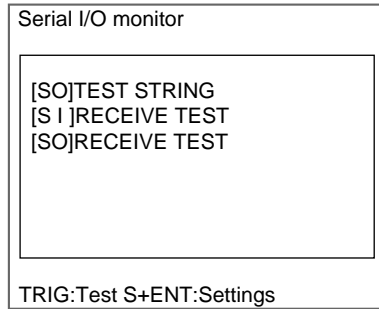 Serial I/O monitor
[SO]TEST STRING
[S I ]RECEIVE TEST
[SO]RECEIVE TEST
TRIG:Test S+ENT:Settings